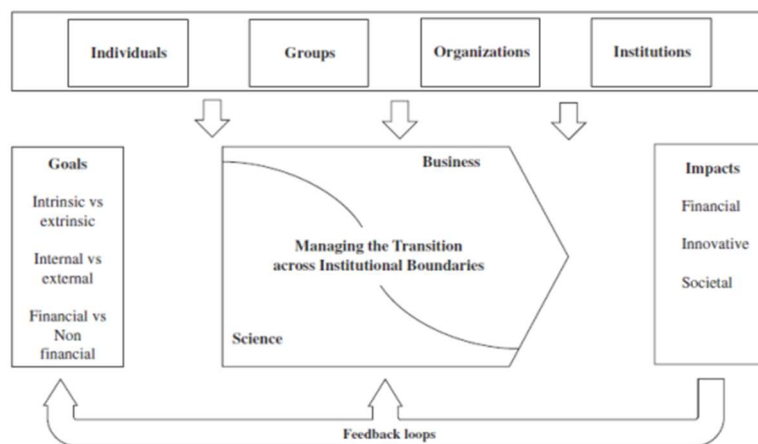 Individuals
Groups
Organizations
Institutions
Goals
Intrinsic vs
extrinsic
Internal vs
external
Financial vs
Non
financial
Business
Managing the Transition
across Institutional Boundaries
Science
Impacts
Financial
Innovative
Societal
Feedback loops